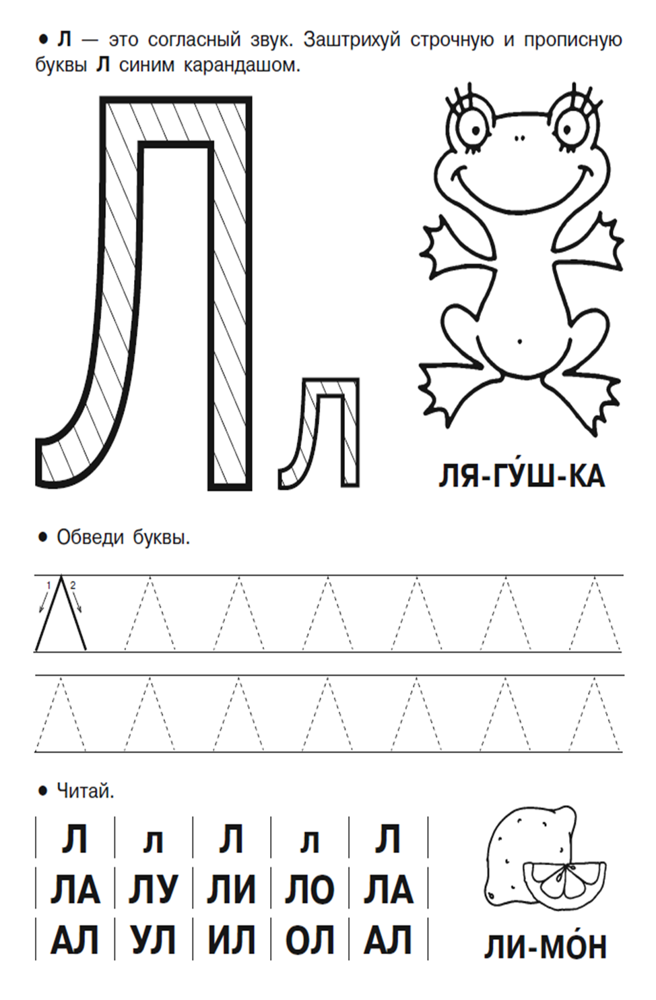 • Л — это согласный звук. Заштрихуй строчную и прописную
буквы Л синим карандашом.
Л л
ЛЯ-ГУ́Ш-КА
• Обведи буквы.
1 2
• Читай.
Л л Л л Л
ЛА ЛУ ЛИ ЛО ЛА
АЛ УЛ ИЛ ОЛ АЛ
ЛИ-МО́Н